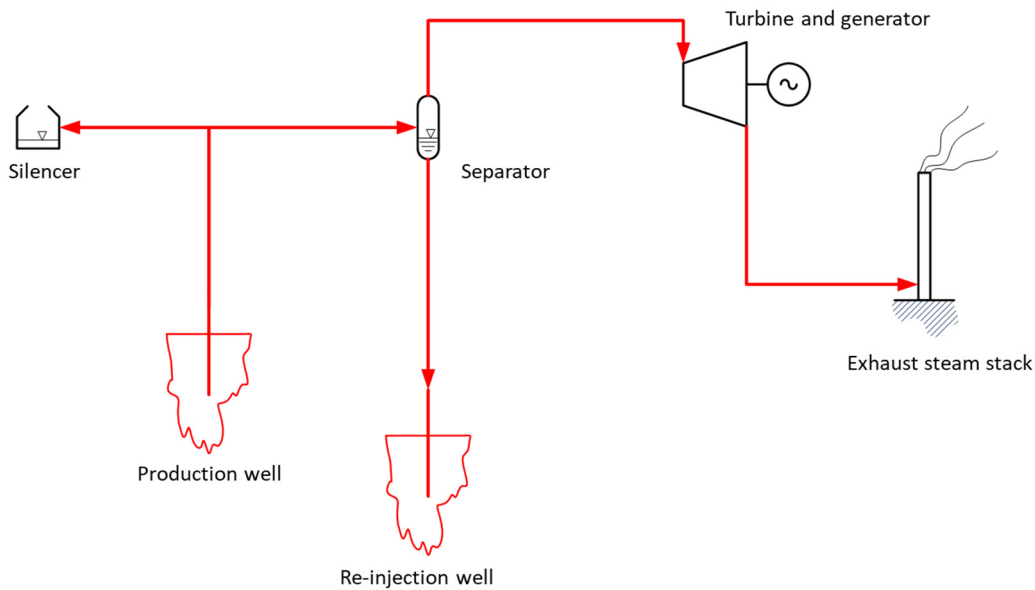 Turbine and generator
Silencer
Separator
Exhaust steam stack
Production well
Re-injection well